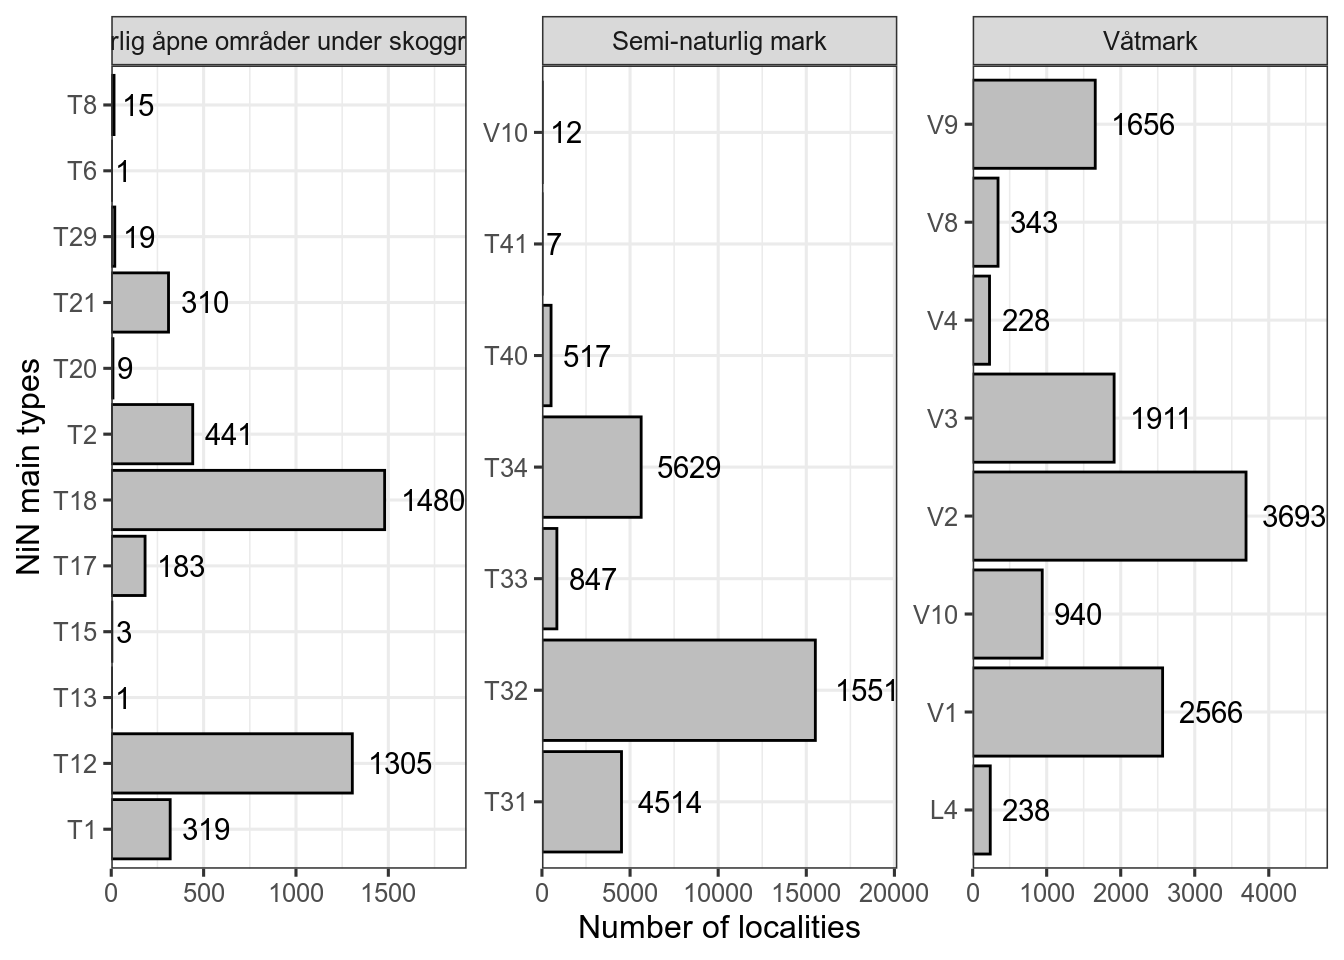 rlig åpne områder under skoggr
Semi-naturlig mark
Våtmark
NiN main types
T8 15
T6 1
T29 19
T21 310
T20 9
T2 441
T18 1480
T17 183
T15 3
T13 1
T12 1305
T1 319
0 500 1000 1500
V10 12
T41 7
T40 517
T34 5629
T33 847
T32 1551
T31 4514
0 5000 10000 15000 20000
V9 1656
V8 343
V4 228
V3 1911
V2 3693
V10 940
V1 2566
L4 238
0 1000 2000 3000 4000
Number of localities